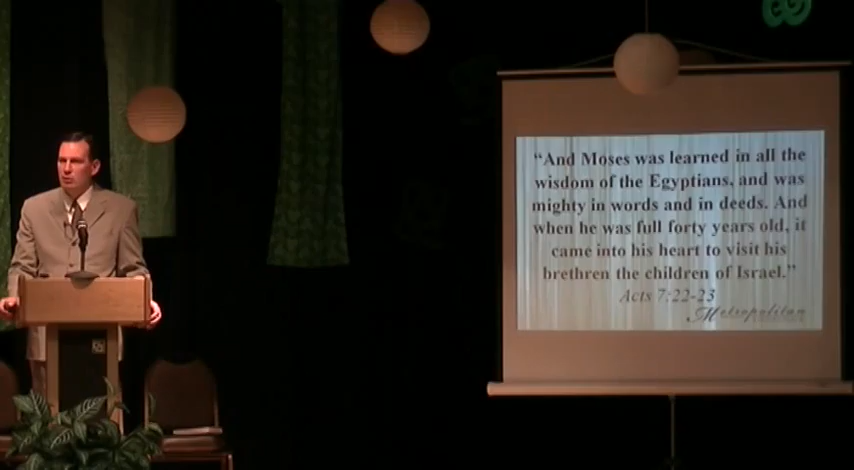 “And Moses was learned in all the
wisdom of the Egyptians, and was
mighty in words and in deeds. And
when he was full forty years old, it
came into his heart to visit his
brethren the children of Israel.”
Acts 7:22-23
Metropolitan